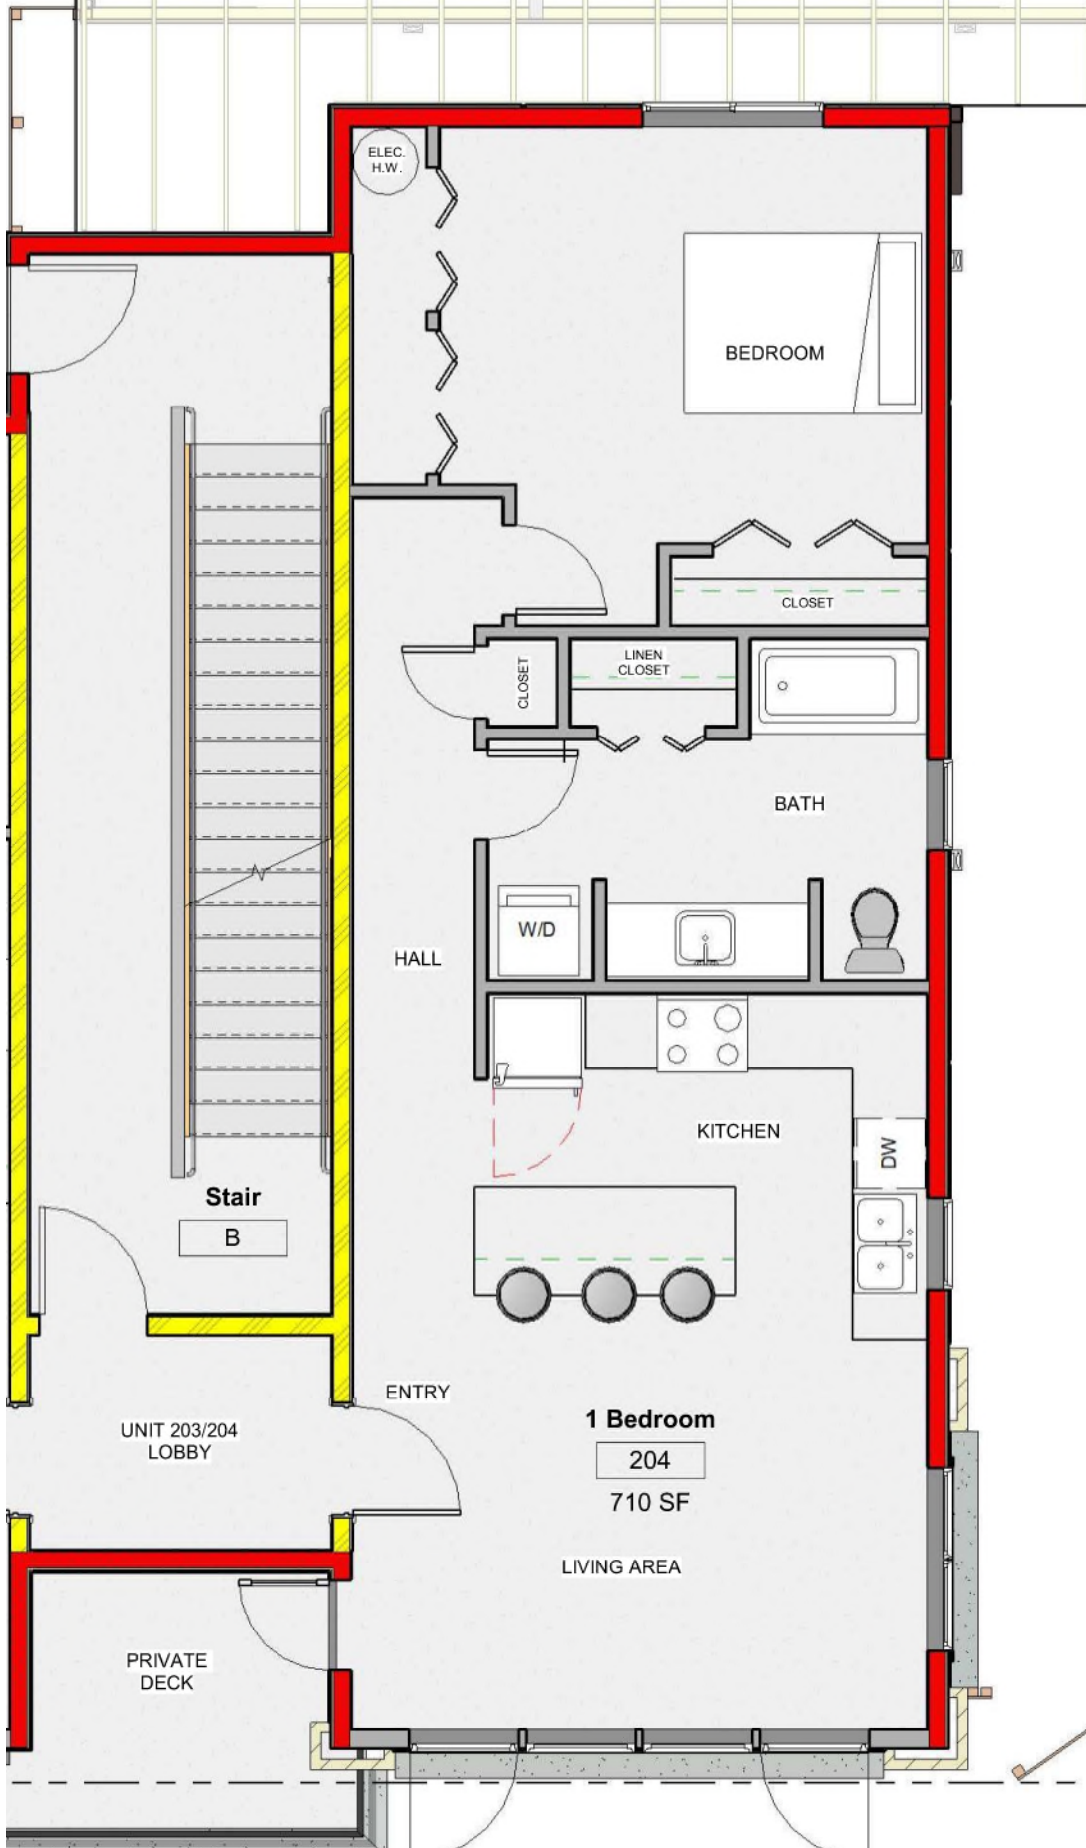 ELEC.
H.W.
BEDROOM
CLOSET
LINEN
CLOSET
CLOSET
BATH
W/D
HALL
KITCHEN
DW
Stair
B
ENTRY
UNIT 203/204
LOBBY
1 Bedroom
204
710 SF
LIVING AREA
PRIVATE
DECK